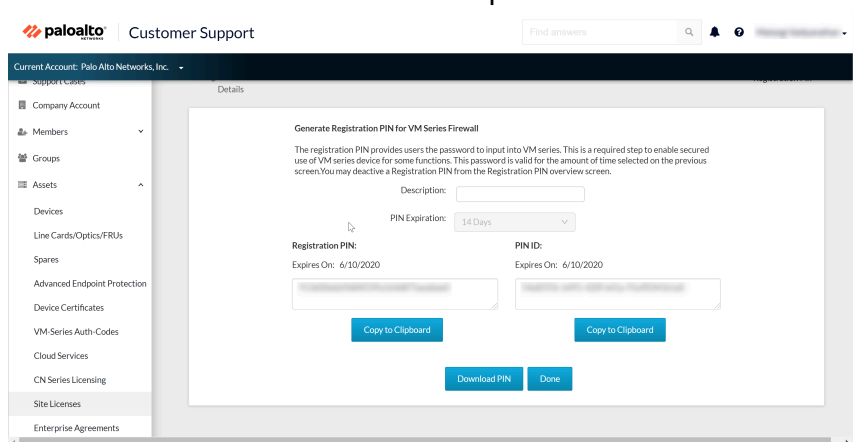 paloalto
NETWORKS
Customer Support
Find answers
Current Account: Palo Alto Networks, Inc.
Support Cases
Company Account
Members
Groups
Assets
Devices
Line Cards/Optics/FRUs
Spares
Advanced Endpoint Protection
Device Certificates
VM-Series Auth-Codes
Cloud Services
CN Series Licensing
Site Licenses
Enterprise Agreements
Details
Generate Registration PIN for VM Series Firewall
The registration PIN provides users the password to input into VM series. This is a required step to enable secured
use of VM series device for some functions. This password is valid for the amount of time selected on the previous
screen.You may deactive a Registration PIN from the Registration PIN overview screen.
Description:
PIN Expiration: 14 Days
Registration PIN: PIN ID:
Expires On: 6/10/2020 Expires On: 6/10/2020
Copy to Clipboard Copy to Clipboard
Download PIN Done